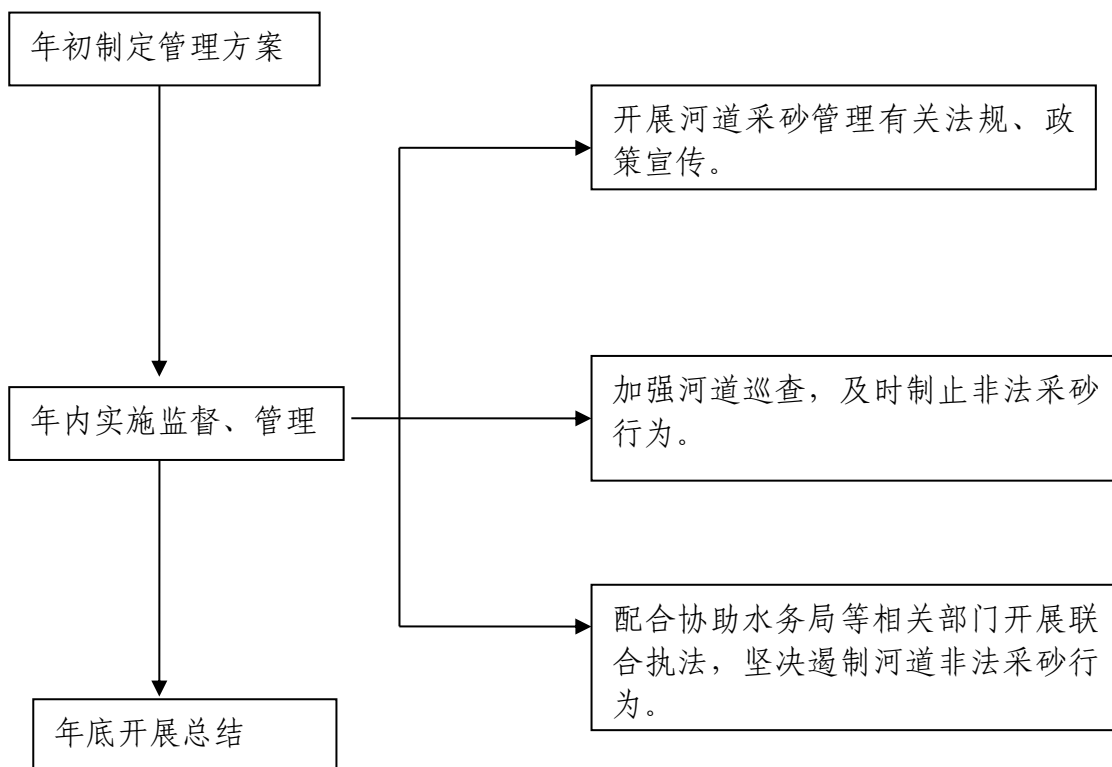 年初制定管理方案
开展河道采砂管理有关法规、政
策宣传。
年内实施监督、管理
加强河道巡查，及时制止非法采砂
行为。
配合协助水务局等相关部门开展联
合执法，坚决遏制河道非法采砂行
为。
年底开展总结